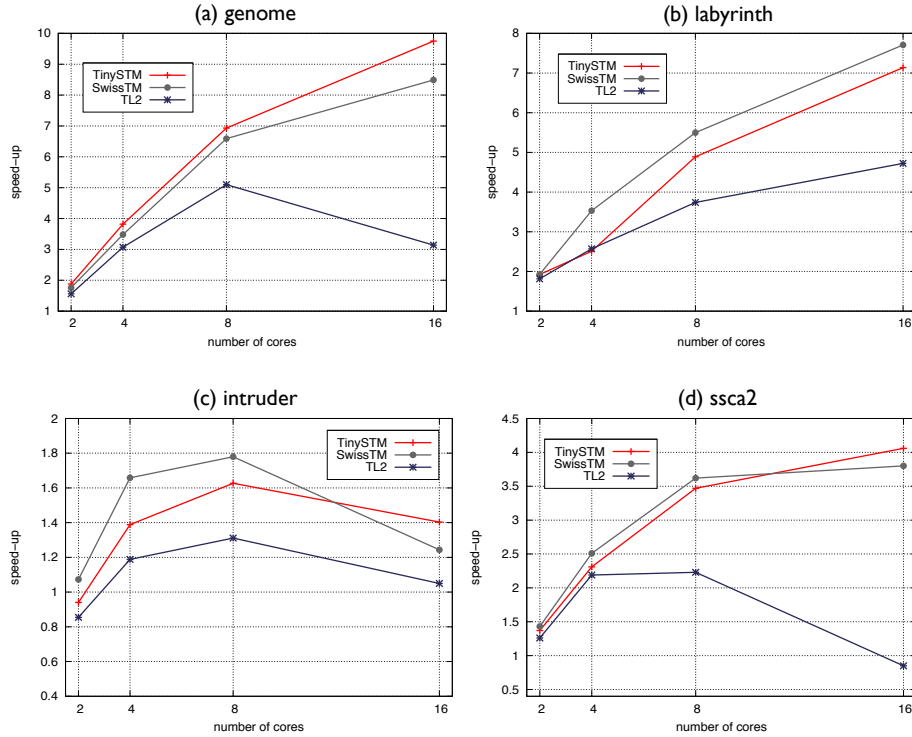 (a) genome
10
9
8
7
6
5
4
3
2
1
speed-up
TinySTM
SwissTM
TL2
2 4 8 16
number of cores
(b) labyrinth
8
7
6
5
4
3
2
1
speed-up
TinySTM
SwissTM
TL2
2 4 8 16
number of cores
(c) intruder
2
1.8
1.6
1.4
1.2
1
0.8
0.6
0.4
speed-up
TinySTM
SwissTM
TL2
2 4 8 16
number of cores
(d) ssca2
4.5
4
3.5
3
2.5
2
1.5
1
0.5
speed-up
TinySTM
SwissTM
TL2
2 4 8 16
number of cores